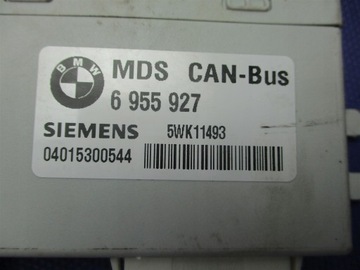 BMW
MDS CAN-Bus
6 955 927
SIEMENS 5WK11493
04015300544